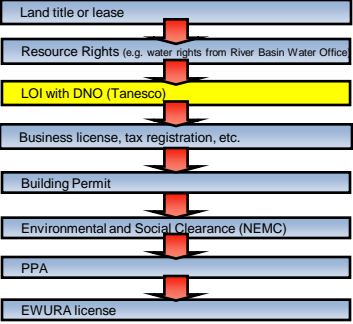 Land title or lease
Resource Rights (e.g. water rights from River Basin Water Office)
LOI with DNO (Tanesco)
Business license, tax registration, etc.
Building Permit
Environmental and Social Clearance (NEMC)
PPA
EWURA license